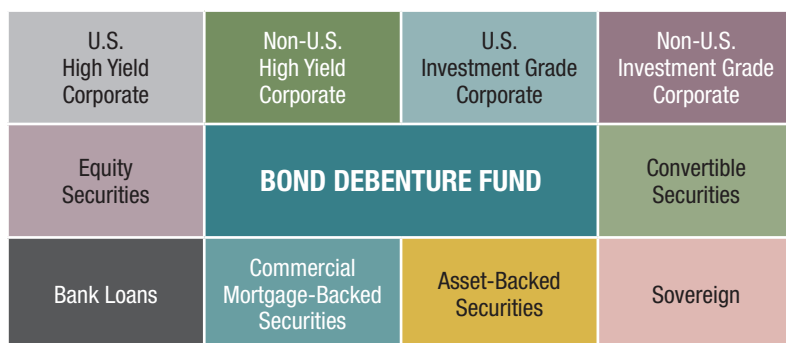 U.S.
High Yield
Corporate
Non-U.S.
High Yield
Corporate
U.S.
Investment Grade
Corporate
Non-U.S.
Investment Grade
Corporate
Equity
Securities
BOND DEBENTURE FUND
Convertible
Securities
Bank Loans
Commercial
Mortgage-Backed
Securities
Asset-Backed
Securities
Sovereign